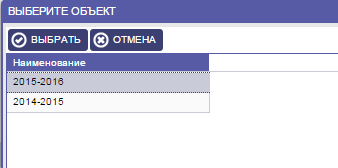 ВЫБЕРИТЕ ОБЪЕКТ
ВЫБРАТЬ ОТМЕНА
Наименование
2015-2016
2014-2015